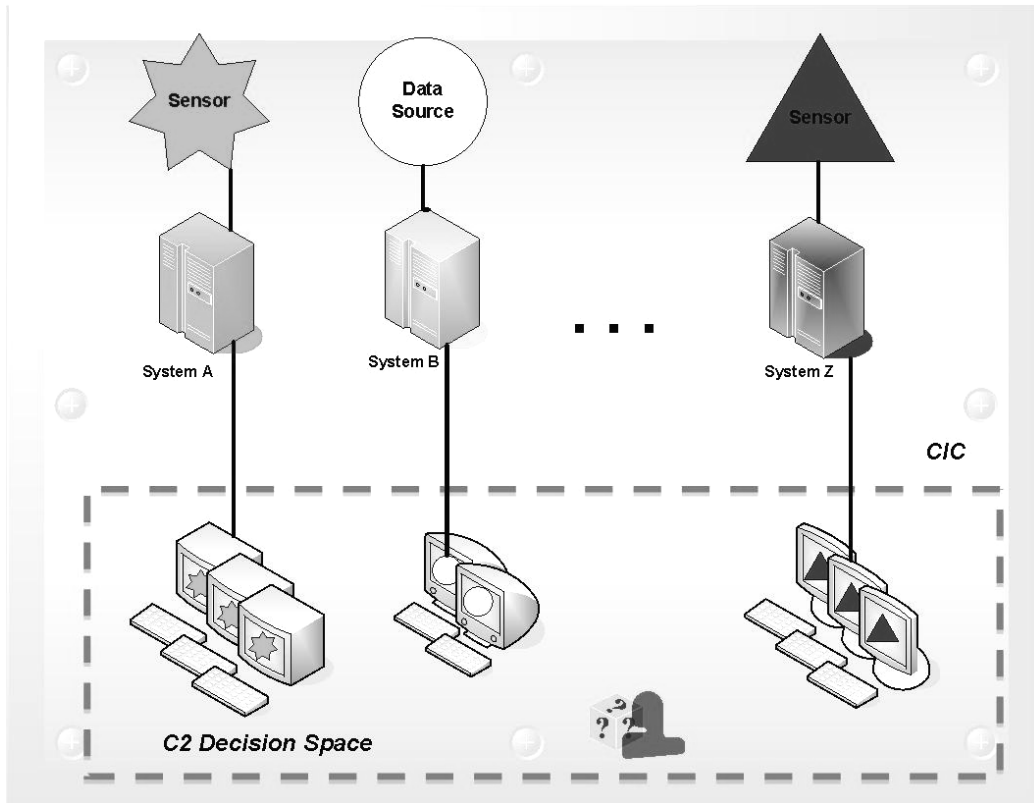 Sensor
Data
Source
Sensor
System A
System B
. . .
System Z
CIC
C2 Decision Space
? ? ?